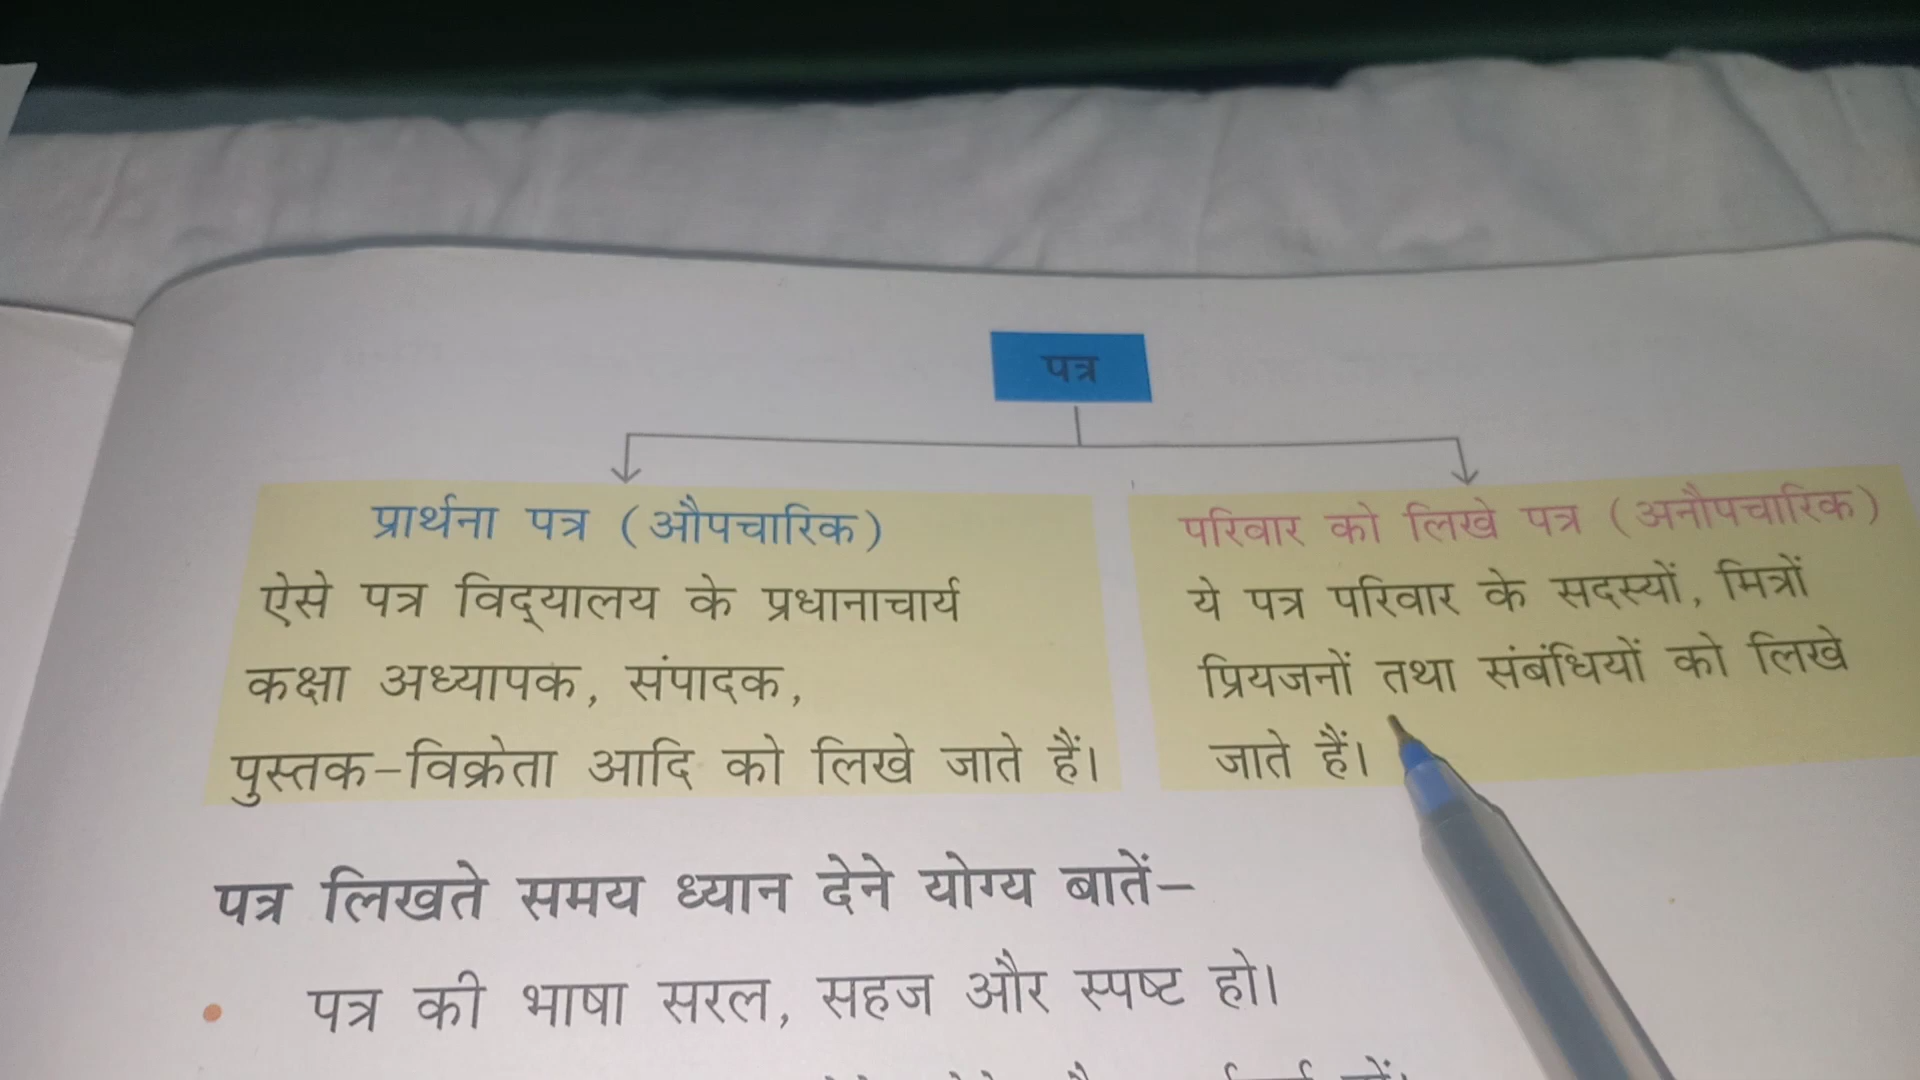 पत्र
प्रार्थना पत्र (औपचारिक)
ऐसे पत्र विद्‌यालय के प्रधानाचार्य
कक्षा अध्यापक, संपादक,
पुस्तक-विक्रेता आदि को लिखे जाते हैं।
परिवार को लिखे पत्र (अनौपचारिक)
ये पत्र परिवार के सदस्यों, मित्रों
प्रियजनों तथा संबंधियों को लिखे
जाते हैं।
पत्र लिखते समय ध्यान देने योग्य बातें–
• पत्र की भाषा सरल, सहज और स्पष्ट हो।